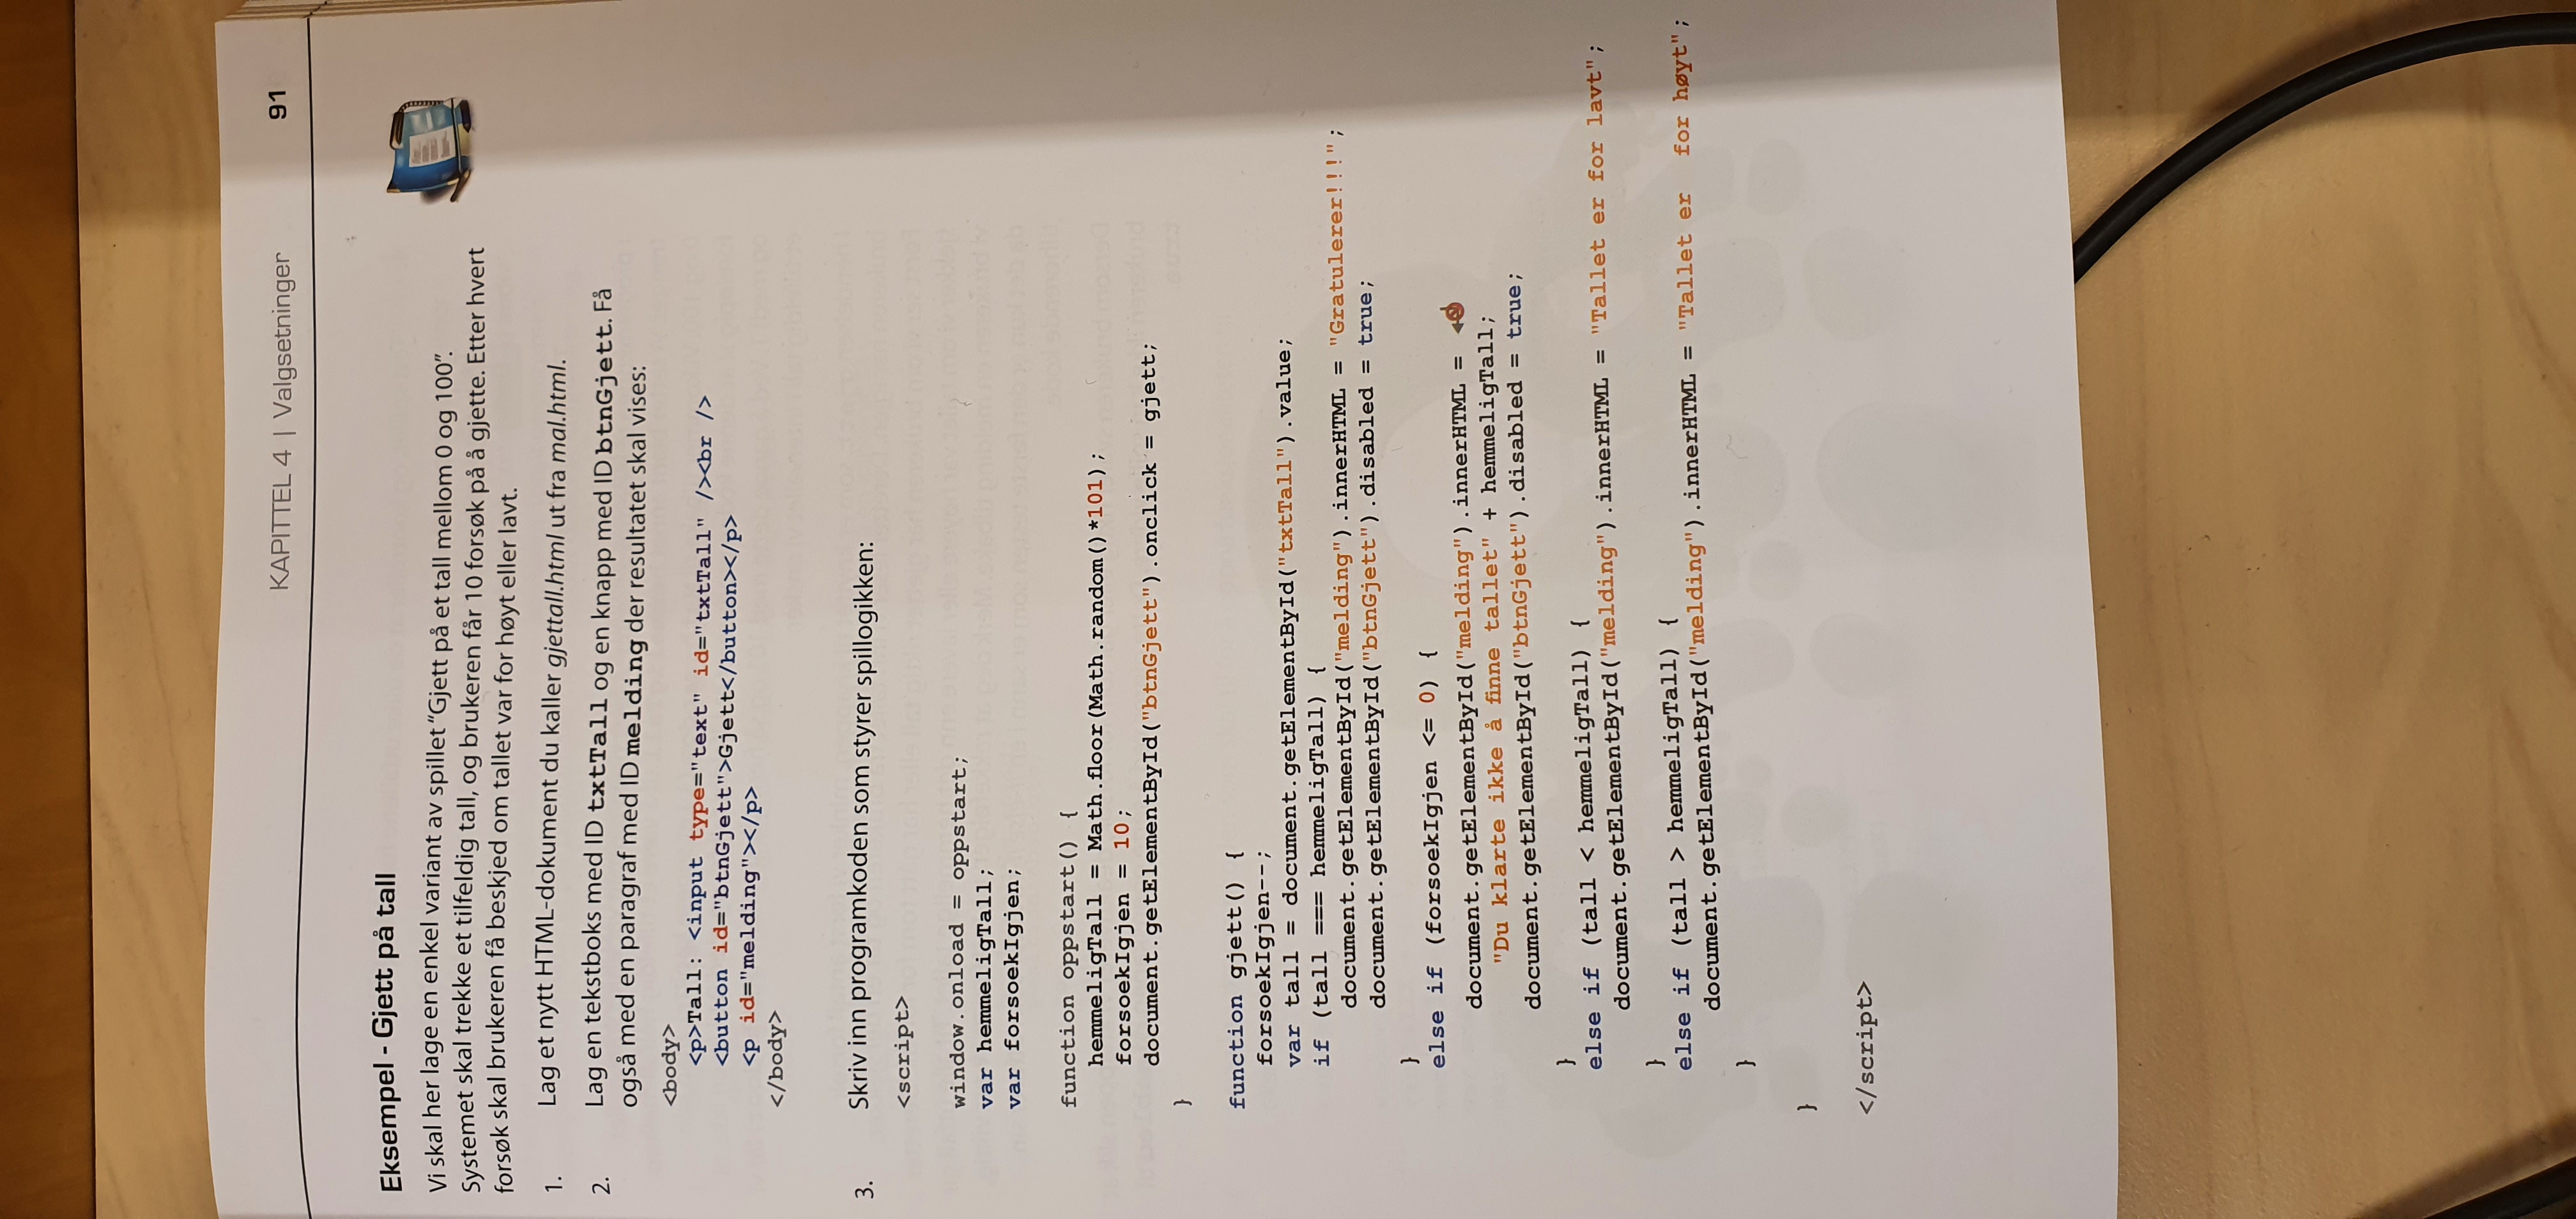 KAPITTEL 4 | Valgsetninger 91
Eksempel - Gjett på tall
Vi skal her lage en enkel variant av spillet “Gjett på et tall mellom 0 og 100”.
Systemet skal trekke et tilfeldig tall, og brukeren får 10 forsøk på å gjette. Etter hvert
forsøk skal brukeren få beskjed om tallet var for høyt eller lavt.
1. Lag et nytt HTML-dokument du kaller gjettall.html ut fra mal.html.
2. Lag en tekstboks med ID txtTall og en knapp med ID btnGjett. Få
også med en paragraf med ID melding der resultatet skal vises:
<body>
<p>Tall: <input type="text" id="txtTall" /><br />
<button id="btnGjett">Gjett</button></p>
<p id="melding"></p>
</body>
3. Skriv inn programkoden som styrer spillogikken:
<script>
window.onload = oppstart;
var hemmeligTall;
var forsoekIgjen;
function oppstart() {
hemmeligTall = Math.floor(Math.random()*101);
forsoekIgjen = 10;
document.getElementById("btnGjett").onclick = gjett;
}
function gjett() {
forsoekIgjen--;
var tall = document.getElementById("txtTall").value;
if (tall === hemmeligTall) {
document.getElementById("melding").innerHTML = "Gratulerer!!!";
document.getElementById("btnGjett").disabled = true;
}
else if (forsoekIgjen <= 0) {
document.getElementById("melding").innerHTML =
"Du klarte ikke å finne tallet" + hemmeligTall;
document.getElementById("btnGjett").disabled = true;
}
else if (tall < hemmeligTall) {
document.getElementById("melding").innerHTML = "Tallet er for lavt";
}
else if (tall > hemmeligTall) {
document.getElementById("melding").innerHTML = "Tallet er for høyt";
}
}
</script>